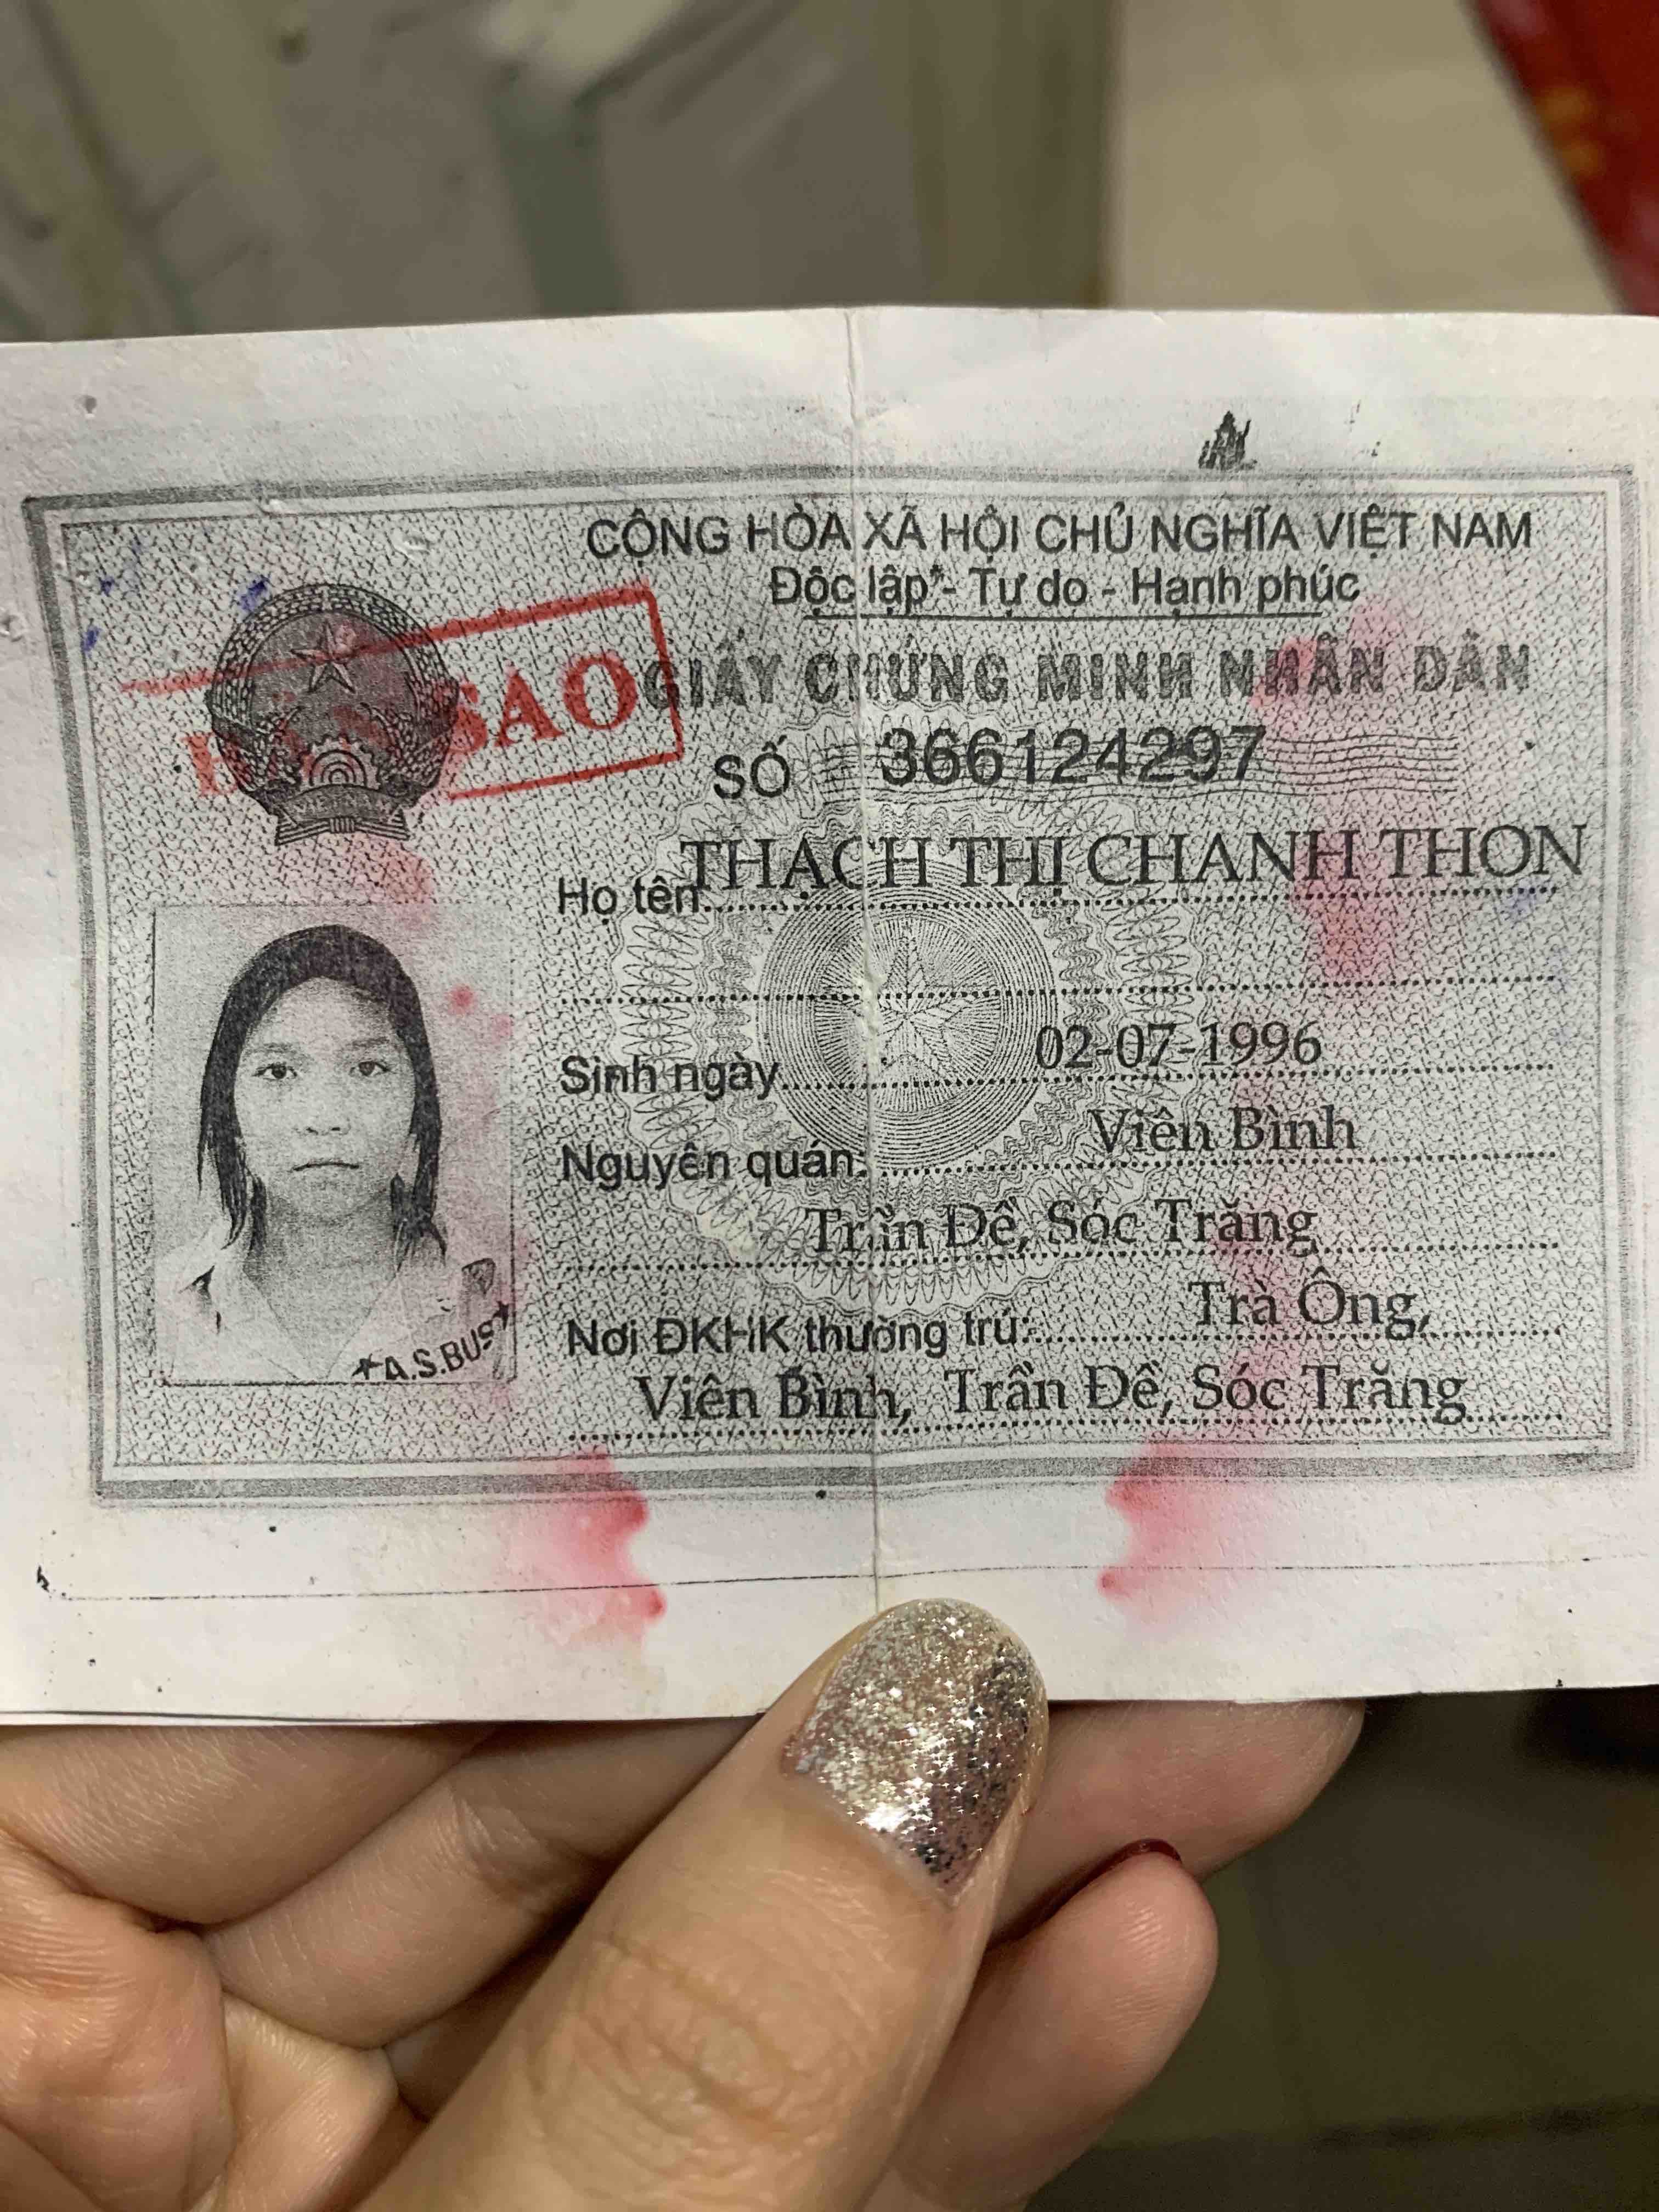 CỘNG HÒA XÃ HỘI CHỦ NGHĨA VIỆT NAM
Độc lập - Tự do - Hạnh phúc
SAO
GIẤY CHỨNG MINH NHÂN DÂN
SỐ 366124297
Họ tên THẠCH THỊ CHANH THON
Sinh ngày 02-07-1996
Nguyên quán: Viên Bình
Trần Đề, Sóc Trăng
Nơi ĐKHK thường trú: Trà Ông,
Viên Bình, Trần Đề, Sóc Trăng
A.S.BUS